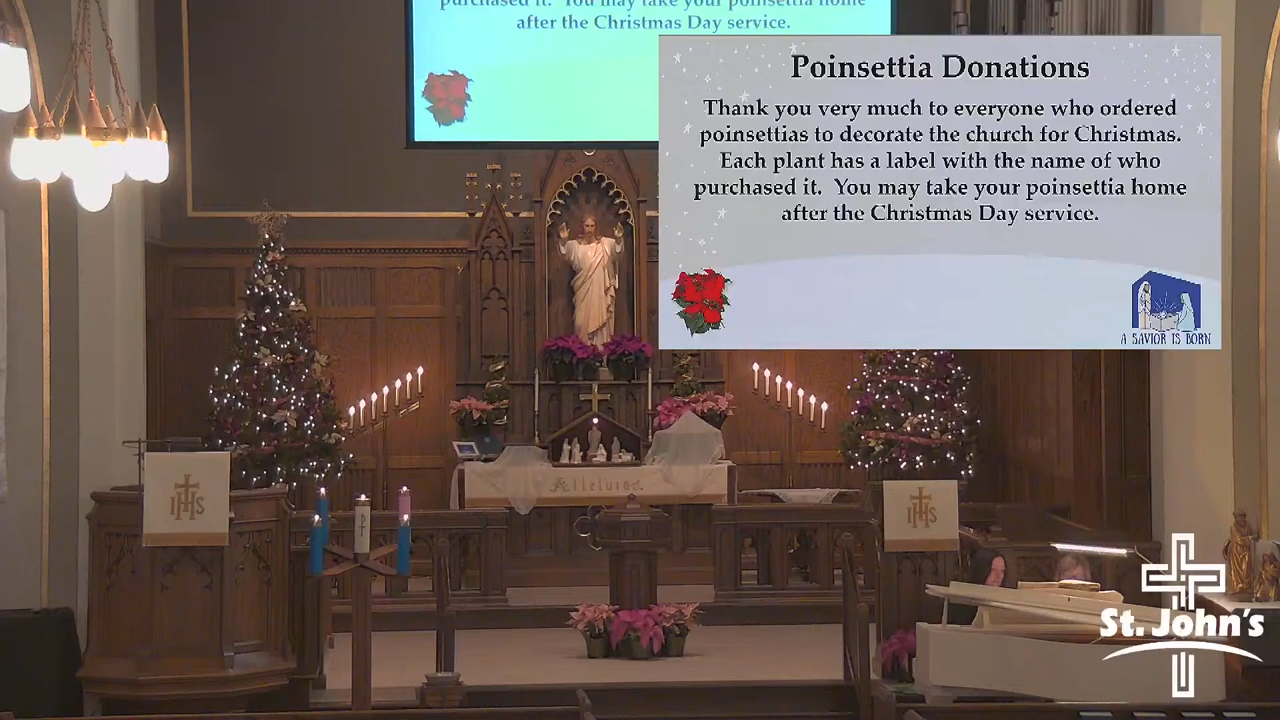 purchased it. You may take your poinsettia home
after the Christmas Day service.
Poinsettia Donations
Thank you very much to everyone who ordered
poinsettias to decorate the church for Christmas.
Each plant has a label with the name of who
purchased it. You may take your poinsettia home
after the Christmas Day service.
A SAVIOR IS BORN
Alleluia!
IHS
IHS
St. John's